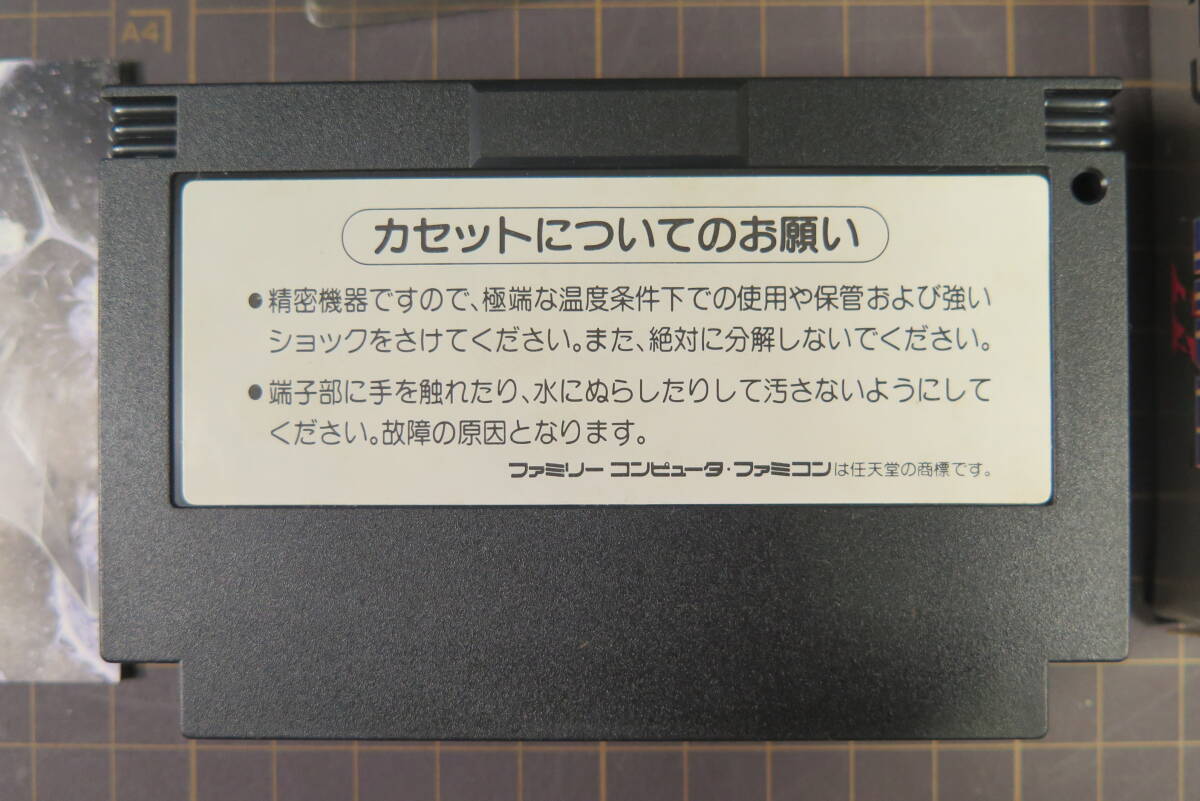 A4
カセットについてのお願い
●精密機器ですので、極端な温度条件下での使用や保管および強い
ショックをさけてください。また、絶対に分解しないでください。
●端子部に手を触れたり、水にぬらしたりして汚さないようにして
ください。故障の原因となります。
ファミリー コンピュータ・ファミコンは任天堂の商標です。